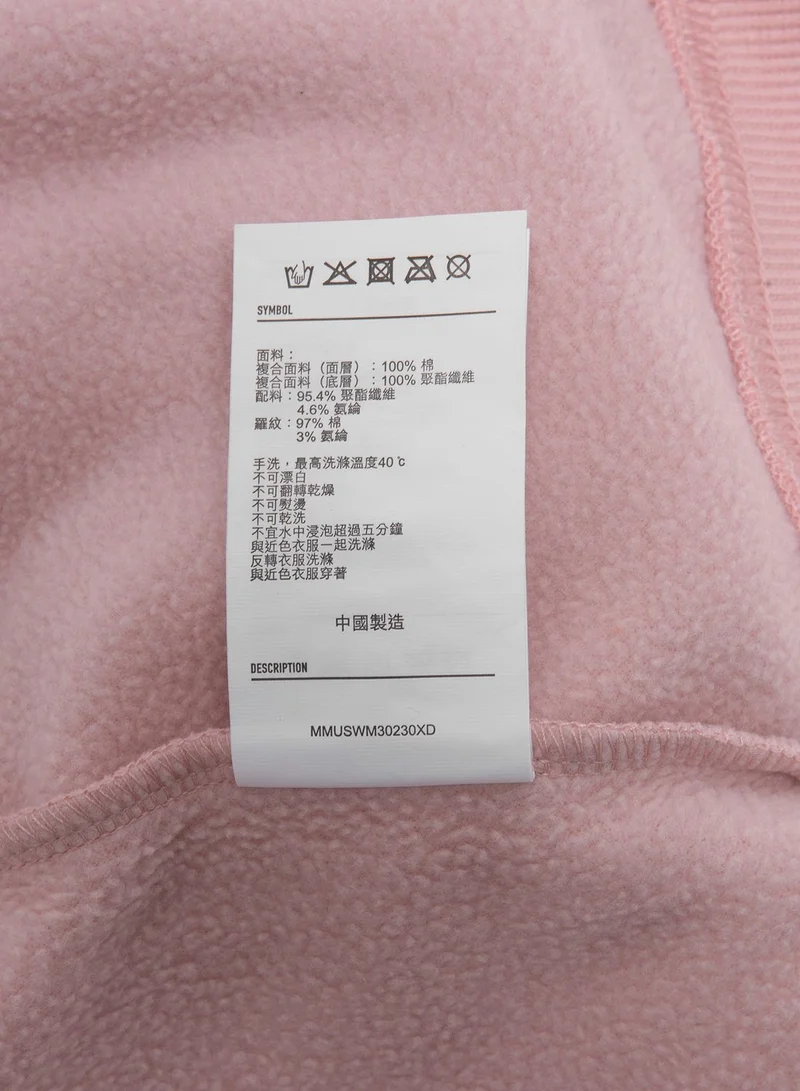 SYMBOL
面料：
複合面料（面層）：100% 棉
複合面料（底層）：100% 聚酯纖維
配料：95.4% 聚酯纖維
4.6% 氨綸
羅紋：97% 棉
3% 氨綸
手洗，最高洗滌溫度40℃
不可漂白
不可翻轉乾燥
不可熨燙
不可乾洗
不宜水中浸泡超過五分鐘
與近色衣服一起洗滌
反轉衣服洗滌
與近色衣服穿著
中國製造
DESCRIPTION
MMUSWM30230XD